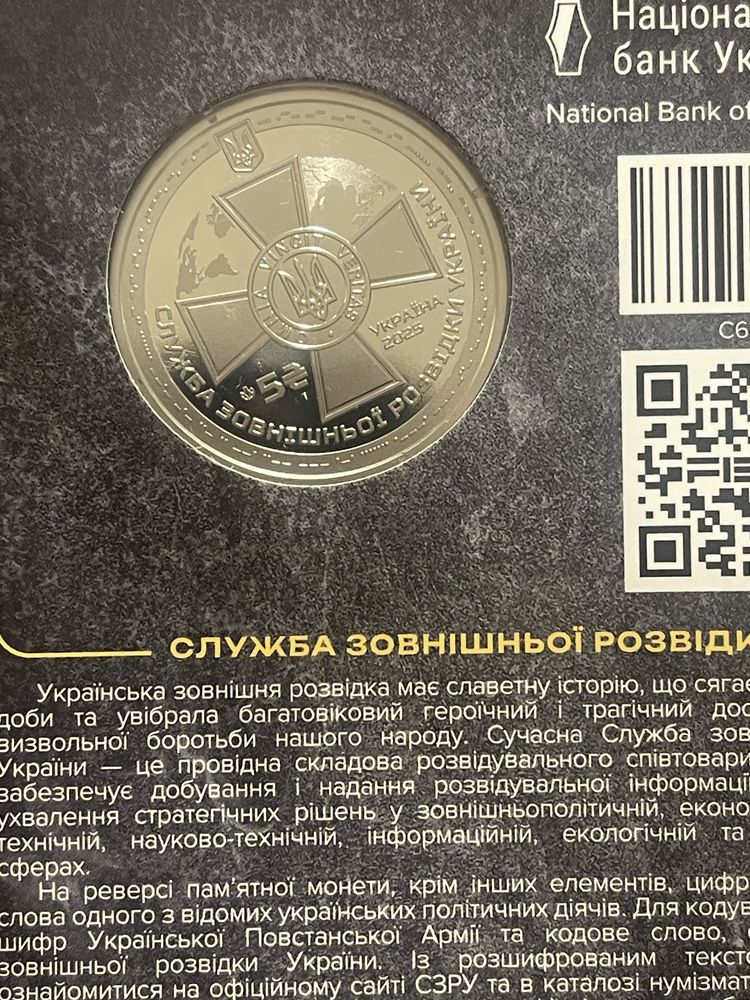 Націона
банк Ук
National Bank of
OMNIA VINCIT VERITAS
УКРАЇНА
2025
5₴
СЛУЖБА ЗОВНІШНЬОЇ РОЗВІДКИ УКРАЇНИ
С6
СЛУЖБА ЗОВНІШНЬОЇ РОЗВІДИ
Українська зовнішня розвідка має славетну історію, що сягає
доби та увібрала багатовіковий героїчний і трагічний дос
визвольної боротьби нашого народу. Сучасна Служба зов
України — це провідна складова розвідувального співтовари
забезпечує добування і надання розвідувальної інформаці
ухвалення стратегічних рішень у зовнішньополітичній, еконо
технічній, науково-технічній, інформаційній, екологічній та
сферах.
На реверсі пам’ятної монети, крім інших елементів, цифр
слова одного з відомих українських політичних діячів. Для кодув
шифр Української Повстанської Армії та кодове слово,
зовнішньої розвідки України. Із розшифрованим тексто
ознайомитися на офіційному сайті СЗРУ та в каталозі нумізмат